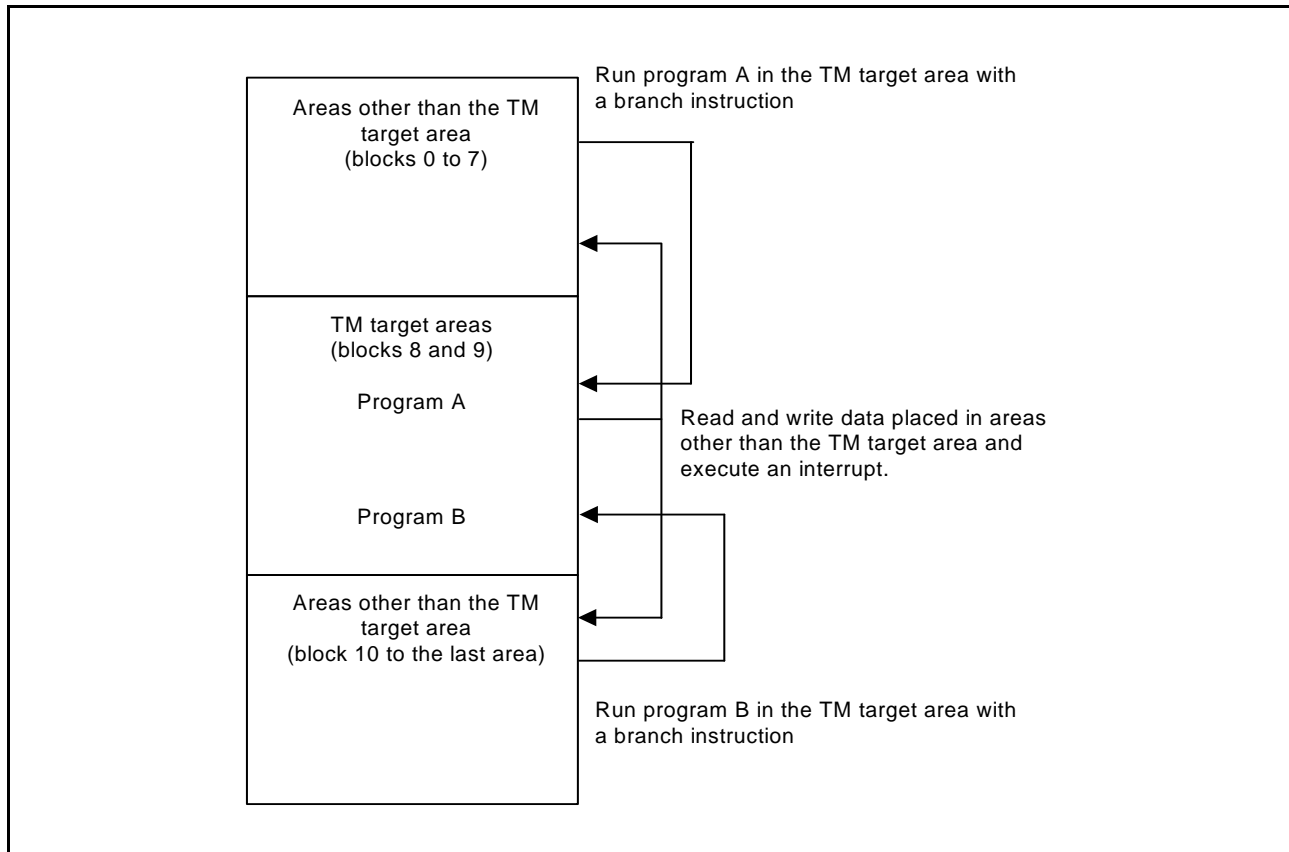 Run program A in the TM target area with
a branch instruction
Areas other than the TM
target area
(blocks 0 to 7)
TM target areas
(blocks 8 and 9)
Program A
Read and write data placed in areas
other than the TM target area and
execute an interrupt.
Program B
Areas other than the TM
target area
(block 10 to the last area)
Run program B in the TM target area with
a branch instruction